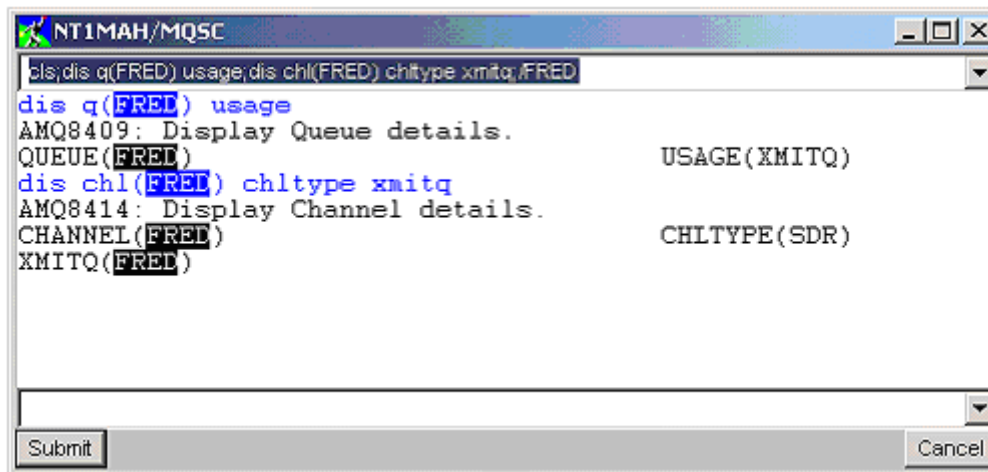 NT1MAH/MQSC
cls;dis q(FRED) usage;dis chl(FRED) chltype xmitq;/FRED
dis q(FRED) usage
AMQ8409: Display Queue details.
QUEUE(FRED) USAGE(XMITQ)
dis chl(FRED) chltype xmitq
AMQ8414: Display Channel details.
CHANNEL(FRED) CHLTYPE(SDR)
XMITQ(FRED)
Submit Cancel